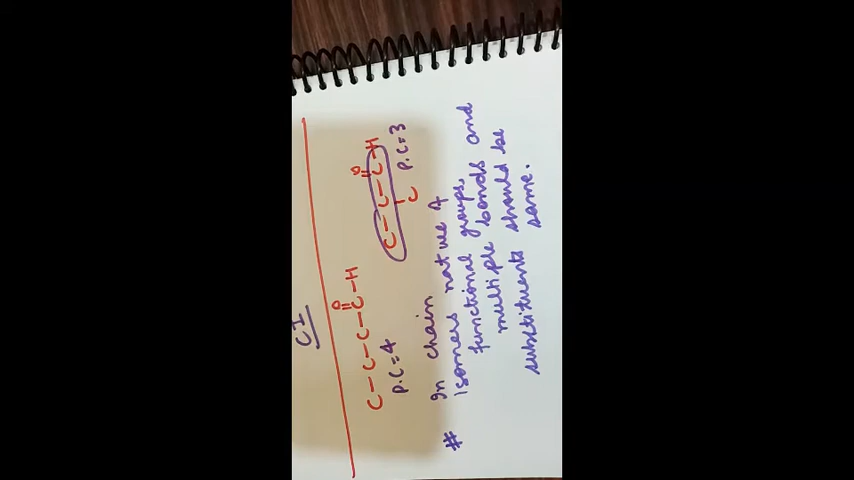 CI
C-C-C-C-H C-C-C-H
O O
C
P.C=4 P.C=3
# In chain nature of
isomers functional groups,
multiple bonds and
substituents should be
same.